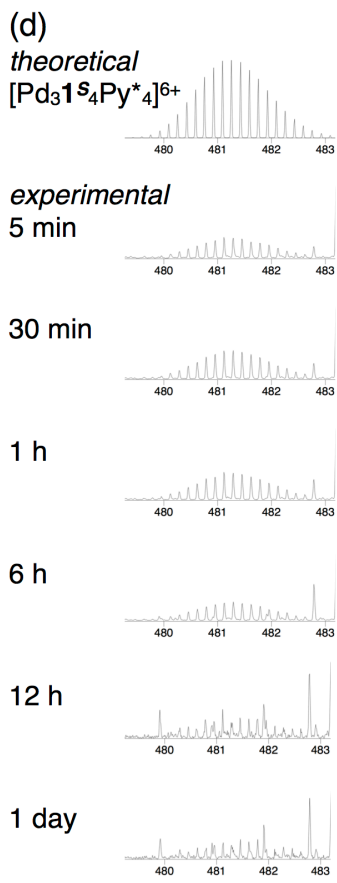 (d)
theoretical
[Pd₃1ˢ₄Py*₄]⁶⁺
480 481 482 483
experimental
5 min
480 481 482 483
30 min
480 481 482 483
1 h
480 481 482 483
6 h
480 481 482 483
12 h
480 481 482 483
1 day
480 481 482 483